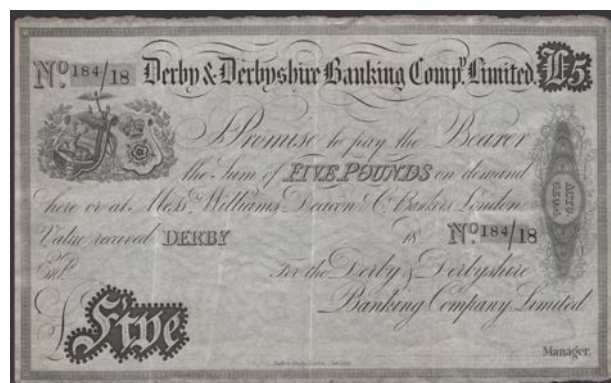 No 184/18 Derby & Derbyshire Banking Compy. Limited. £5
I Promise to pay the Bearer
the Sum of FIVE POUNDS on demand
here or at Messrs. Williams Deacon & Co. Bankers London
Value received DERBY 18 No 184/18
Entd.
For the Derby & Derbyshire
Banking Company Limited
£ Five
Manager.